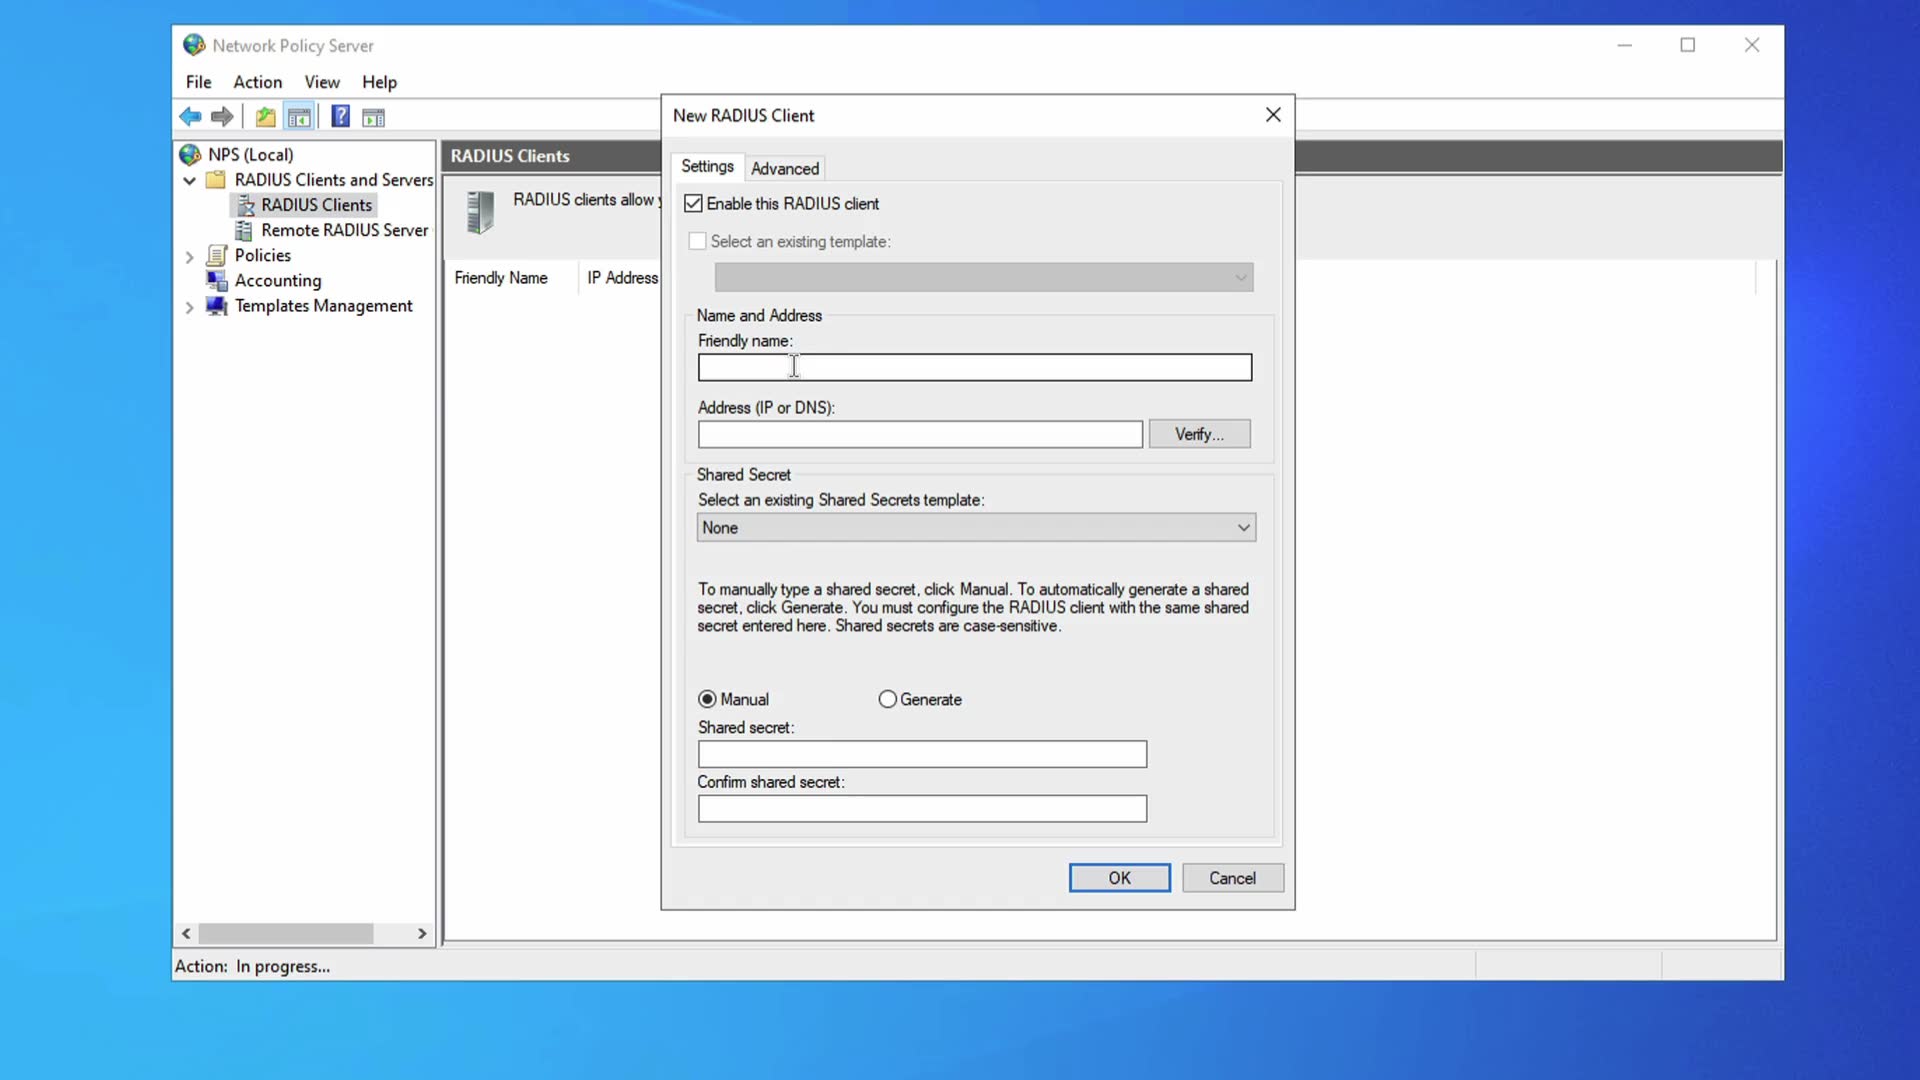 Network Policy Server
File Action View Help
NPS (Local)
RADIUS Clients and Servers
RADIUS Clients
Remote RADIUS Server
Policies
Accounting
Templates Management
RADIUS Clients
RADIUS clients allow
Friendly Name IP Address
New RADIUS Client
Settings Advanced
Enable this RADIUS client
Select an existing template:
Name and Address
Friendly name:
Address (IP or DNS):
Verify...
Shared Secret
Select an existing Shared Secrets template:
None
To manually type a shared secret, click Manual. To automatically generate a shared
secret, click Generate. You must configure the RADIUS client with the same shared
secret entered here. Shared secrets are case-sensitive.
Manual Generate
Shared secret:
Confirm shared secret:
OK Cancel
Action: In progress...